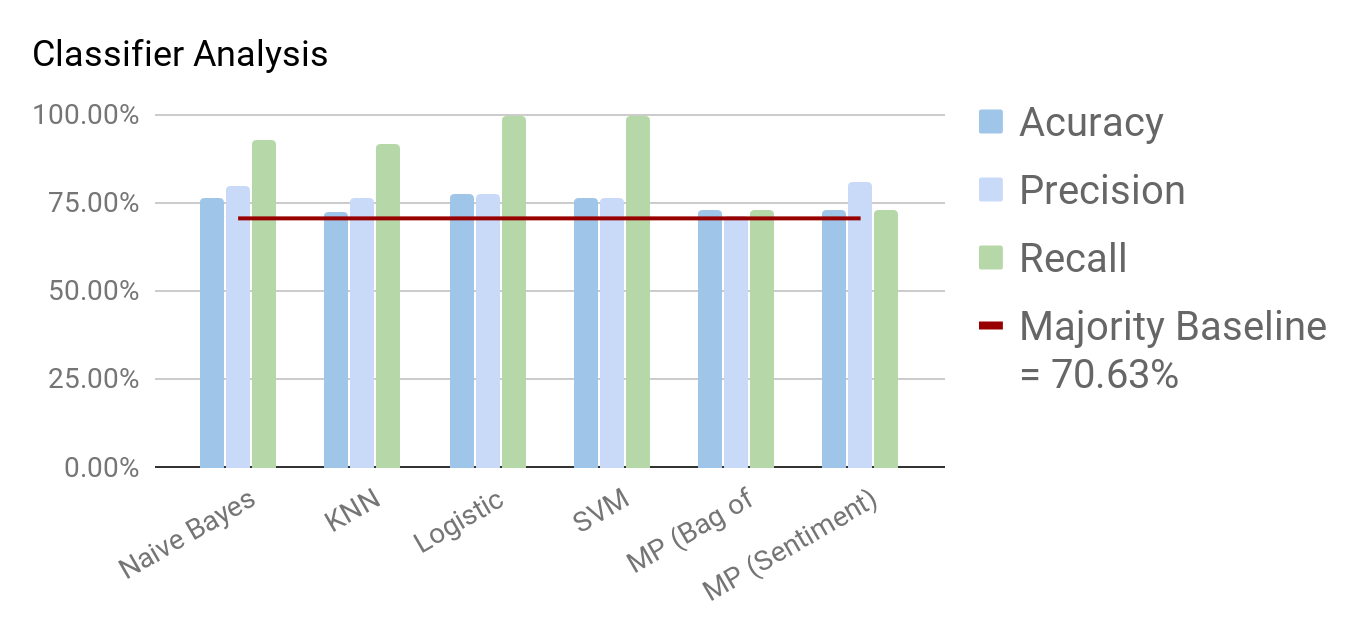 Classifier Analysis
100.00%
75.00%
50.00%
25.00%
0.00%
Naive Bayes
KNN
Logistic
SVM
MP (Bag of
MP (Sentiment)
Acuracy
Precision
Recall
Majority Baseline
= 70.63%